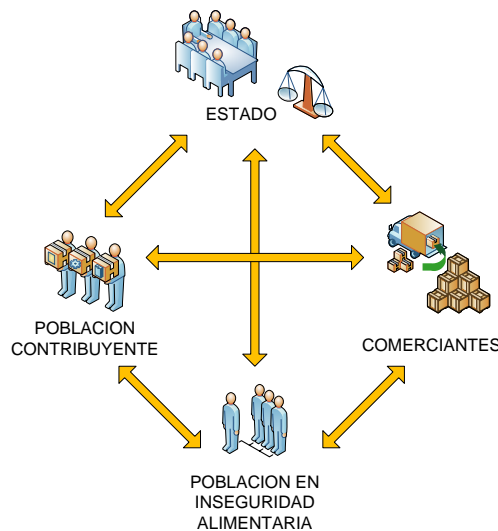 ESTADO
POBLACION
CONTRIBUYENTE
COMERCIANTES
POBLACION EN
INSEGURIDAD
ALIMENTARIA